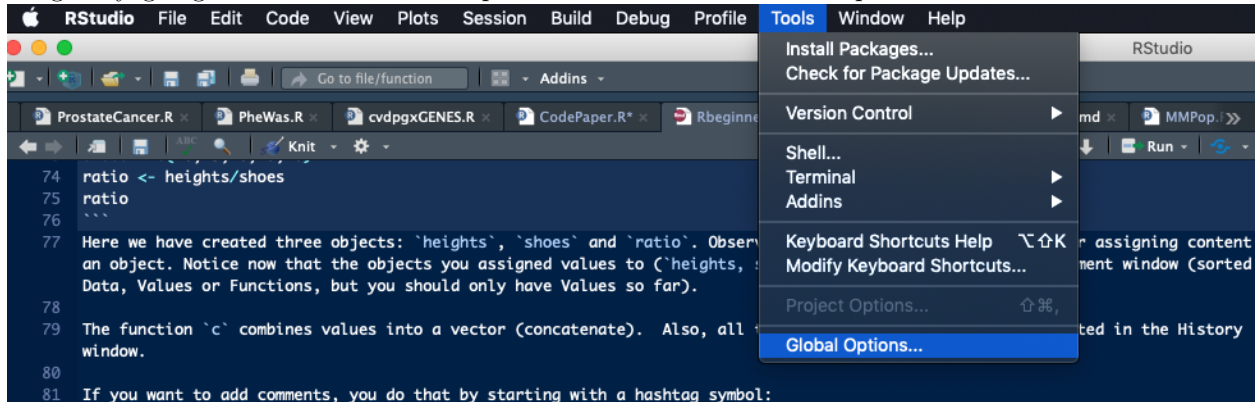 RStudio File Edit Code View Plots Session Build Debug Profile Tools Window Help
RStudio
Go to file/function Addins
ProstateCancer.R × PheWas.R × cvdpgxGENES.R × CodePaper.R* × Rbeginne md × MMPop.
ABC Knit Run
74 ratio <- heights/shoes
75 ratio
76 ```
77 Here we have created three objects: `heights`, `shoes` and `ratio`. Observ r assigning content
an object. Notice now that the objects you assigned values to (`heights, s ment window (sorted
Data, Values or Functions, but you should only have Values so far).
78
79 The function `c` combines values into a vector (concatenate). Also, all t ted in the History
window.
80
81 If you want to add comments, you do that by starting with a hashtag symbol:
Install Packages...
Check for Package Updates...
Version Control
Shell...
Terminal
Addins
Keyboard Shortcuts Help ⌥⇧K
Modify Keyboard Shortcuts...
Project Options... ⇧⌘,
Global Options...